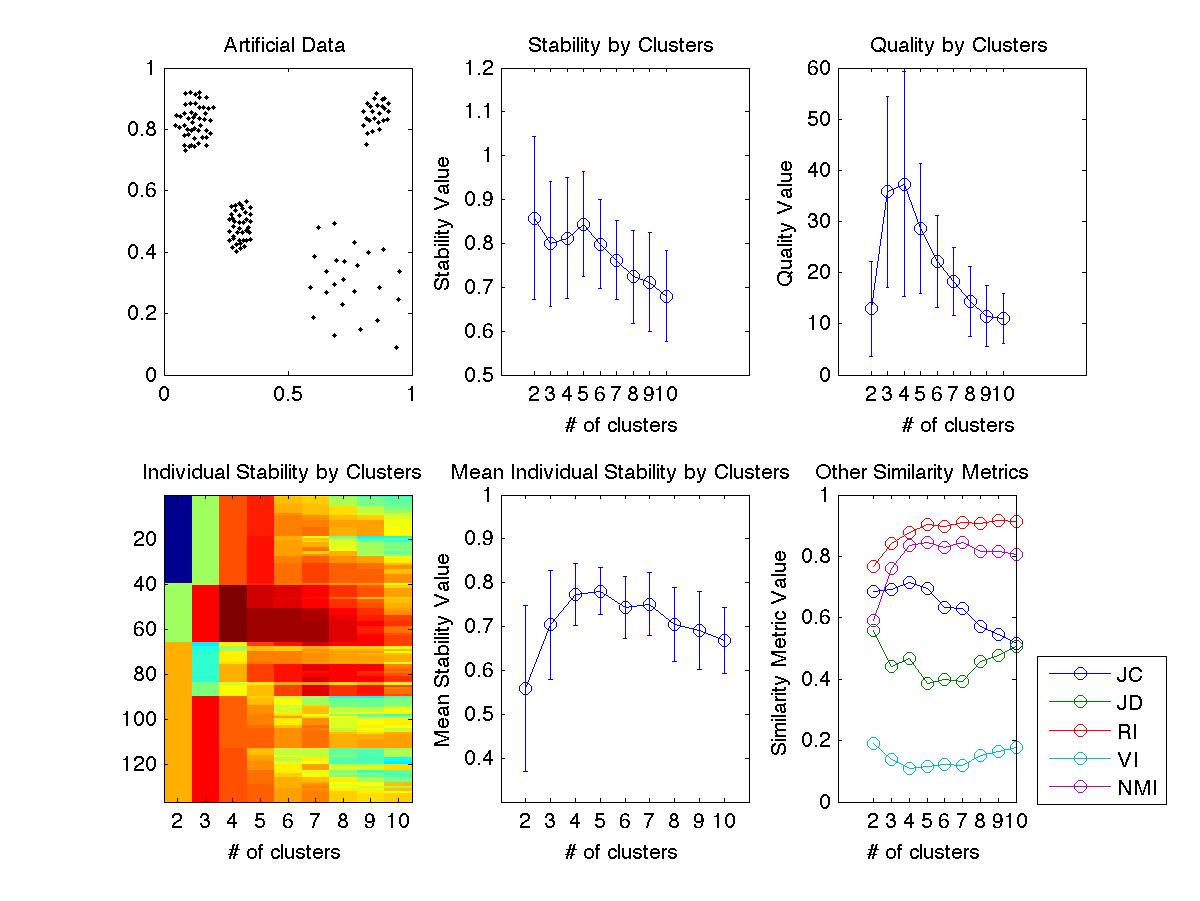 Artificial Data
1
0.8
0.6
0.4
0.2
0
0 0.5 1
Stability by Clusters
Stability Value
1.2
1.1
1
0.9
0.8
0.7
0.6
0.5
2 3 4 5 6 7 8 9 10
# of clusters
Quality by Clusters
Quality Value
60
50
40
30
20
10
0
2 3 4 5 6 7 8 9 10
# of clusters
Individual Stability by Clusters
20
40
60
80
100
120
2 3 4 5 6 7 8 9 10
# of clusters
Mean Individual Stability by Clusters
Mean Stability Value
1
0.9
0.8
0.7
0.6
0.5
0.4
2 3 4 5 6 7 8 9 10
# of clusters
Other Similarity Metrics
Similarity Metric Value
1
0.8
0.6
0.4
0.2
0
2 3 4 5 6 7 8 9 10
# of clusters
JC
JD
RI
VI
NMI